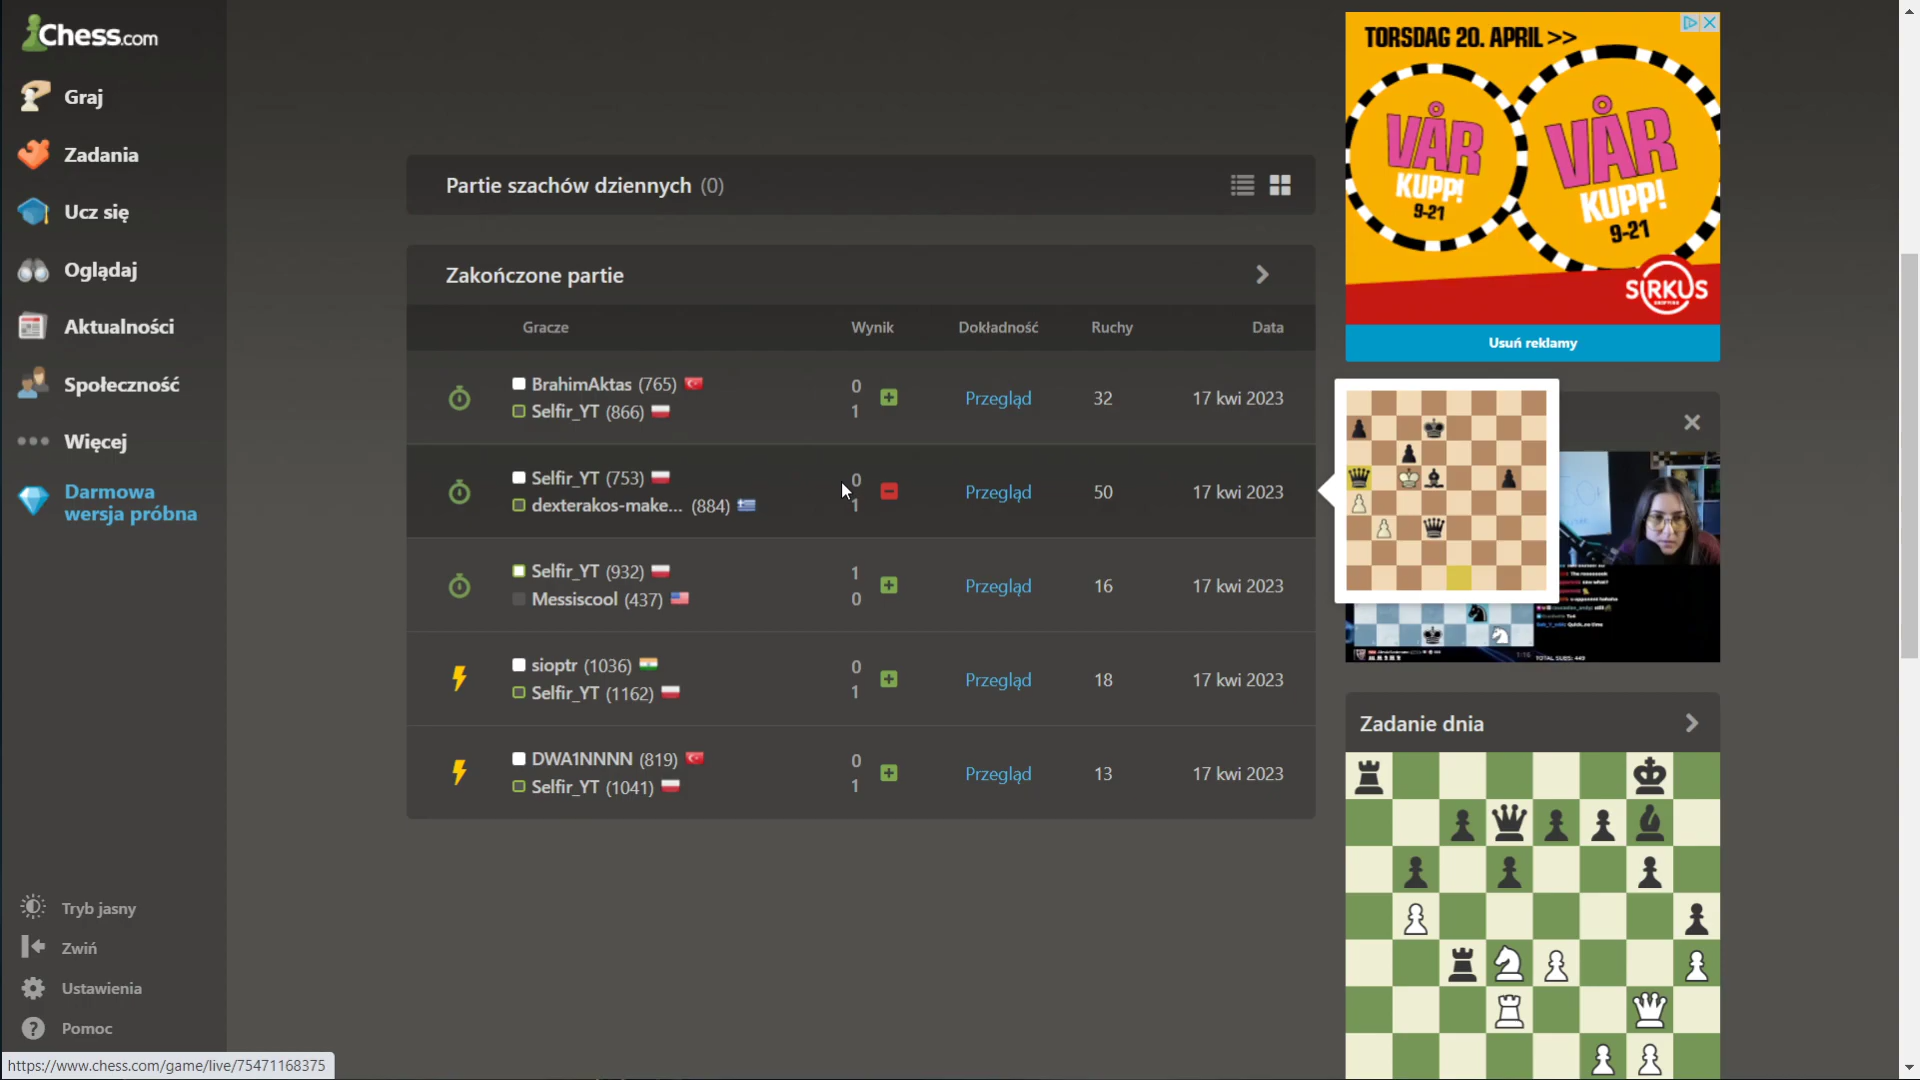 Chess.com
Graj
Zadania
Ucz się
Oglądaj
Aktualności
Społeczność
Więcej
Darmowa
wersja próbna
Tryb jasny
Zwiń
Ustawienia
Pomoc
https://www.chess.com/game/live/75471168375
Partie szachów dziennych (0)
Zakończone partie
Gracze Wynik Dokładność Ruchy Data
BrahimAktas (765) 0
Selfir_YT (866) 1
Przegląd 32 17 kwi 2023
Selfir_YT (753) 0
dexterakos-make... (884) 1
Przegląd 50 17 kwi 2023
Selfir_YT (932) 1
Messiscool (437) 0
Przegląd 16 17 kwi 2023
sioptr (1036) 0
Selfir_YT (1162) 1
Przegląd 18 17 kwi 2023
DWA1NNNN (819) 0
Selfir_YT (1041) 1
Przegląd 13 17 kwi 2023
TORSDAG 20. APRIL >>
VÅR
KUPP!
9-21
VÅR
KUPP!
9-21
SIRKUS
Usuń reklamy
TOTAL SUBS: 449
Zadanie dnia